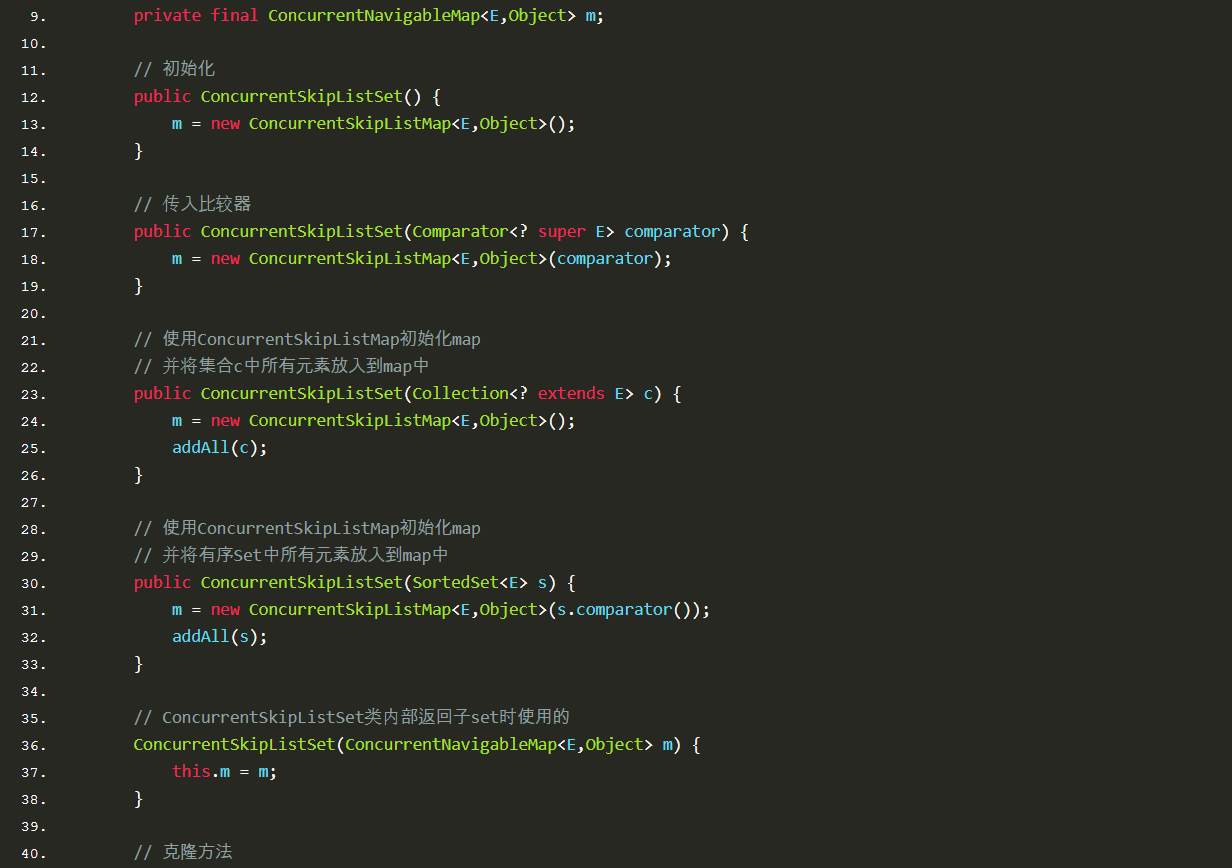 9.         private final ConcurrentNavigableMap<E,Object> m;
10.
11.         // 初始化
12.         public ConcurrentSkipListSet() {
13.             m = new ConcurrentSkipListMap<E,Object>();
14.         }
15.
16.         // 传入比较器
17.         public ConcurrentSkipListSet(Comparator<? super E> comparator) {
18.             m = new ConcurrentSkipListMap<E,Object>(comparator);
19.         }
20.
21.         // 使用ConcurrentSkipListMap初始化map
22.         // 并将集合c中所有元素放入到map中
23.         public ConcurrentSkipListSet(Collection<? extends E> c) {
24.             m = new ConcurrentSkipListMap<E,Object>();
25.             addAll(c);
26.         }
27.
28.         // 使用ConcurrentSkipListMap初始化map
29.         // 并将有序Set中所有元素放入到map中
30.         public ConcurrentSkipListSet(SortedSet<E> s) {
31.             m = new ConcurrentSkipListMap<E,Object>(s.comparator());
32.             addAll(s);
33.         }
34.
35.         // ConcurrentSkipListSet类内部返回子set时使用的
36.         ConcurrentSkipListSet(ConcurrentNavigableMap<E,Object> m) {
37.             this.m = m;
38.         }
39.
40.         // 克隆方法